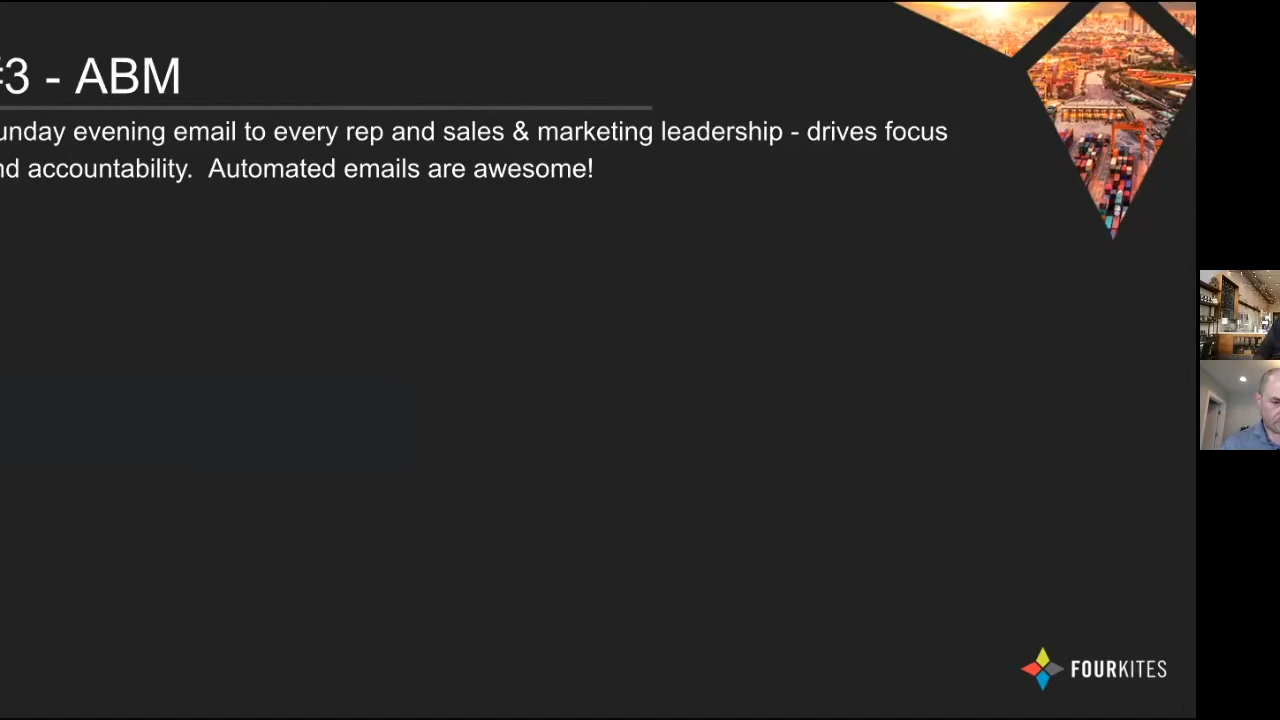 #3 - ABM
unday evening email to every rep and sales & marketing leadership - drives focus
nd accountability. Automated emails are awesome!
FOURKITES